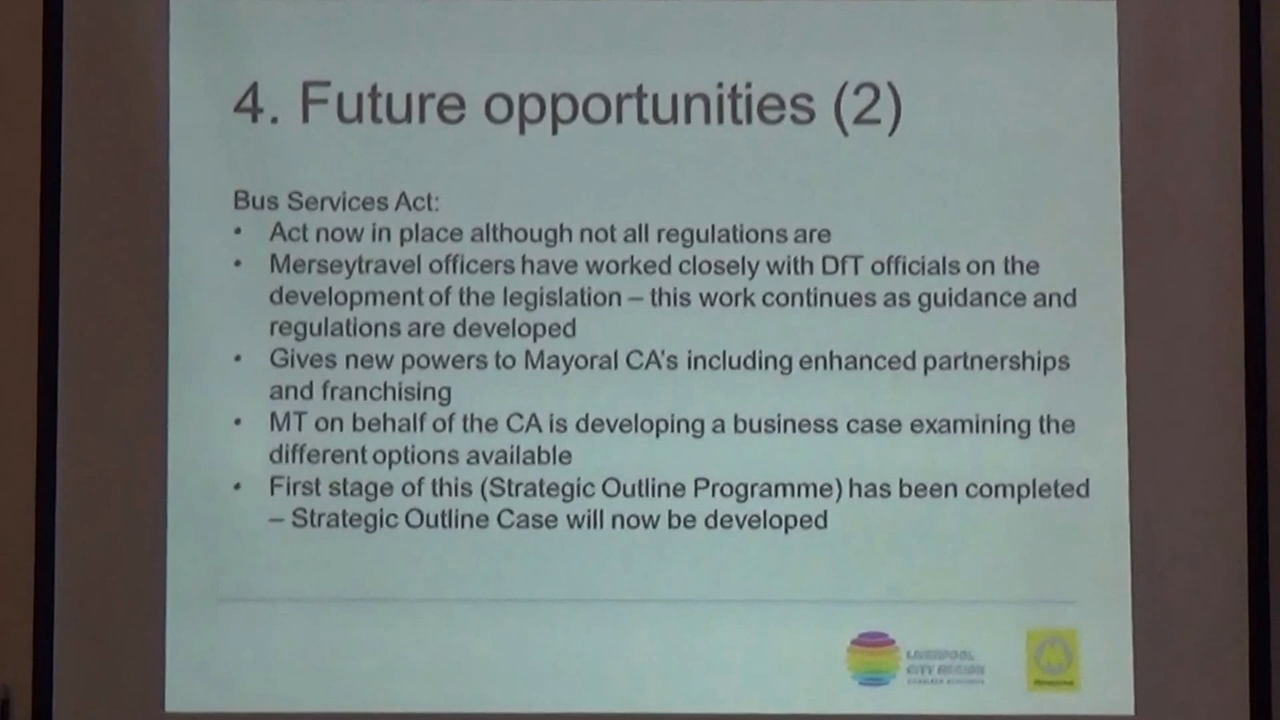 4. Future opportunities (2)
Bus Services Act:
• Act now in place although not all regulations are
• Merseytravel officers have worked closely with DfT officials on the
development of the legislation – this work continues as guidance and
regulations are developed
• Gives new powers to Mayoral CA's including enhanced partnerships
and franchising
• MT on behalf of the CA is developing a business case examining the
different options available
• First stage of this (Strategic Outline Programme) has been completed
– Strategic Outline Case will now be developed
LIVERPOOL
CITY REGION